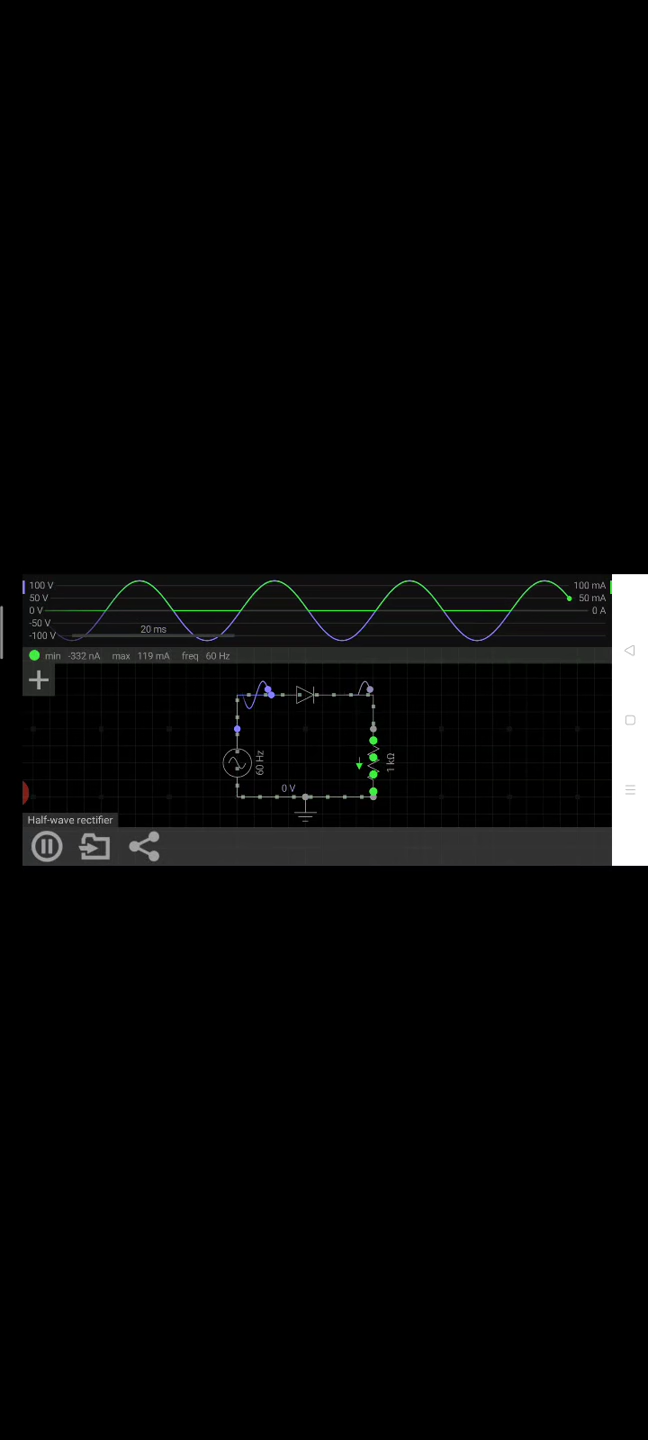 100 V
100 mA
50 V
50 mA
0 V
0 A
-50 V
-100 V
20 ms
min -332 nA max 119 mA freq 60 Hz
60 Hz
1 kΩ
0 V
Half-wave rectifier